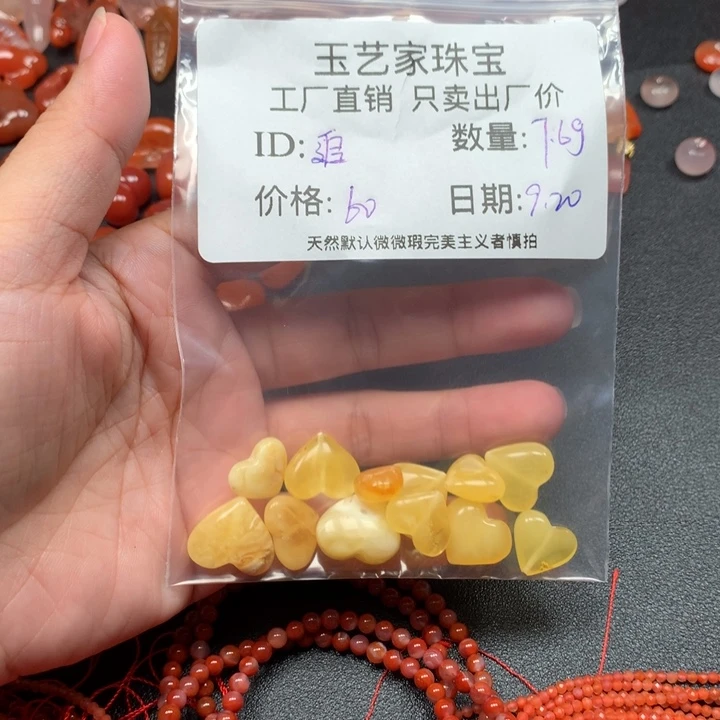 玉艺家珠宝
工厂直销 只卖出厂价
ID: 数量:7.6g
价格:60 日期:9.20
天然默认微微瑕完美主义者慎拍